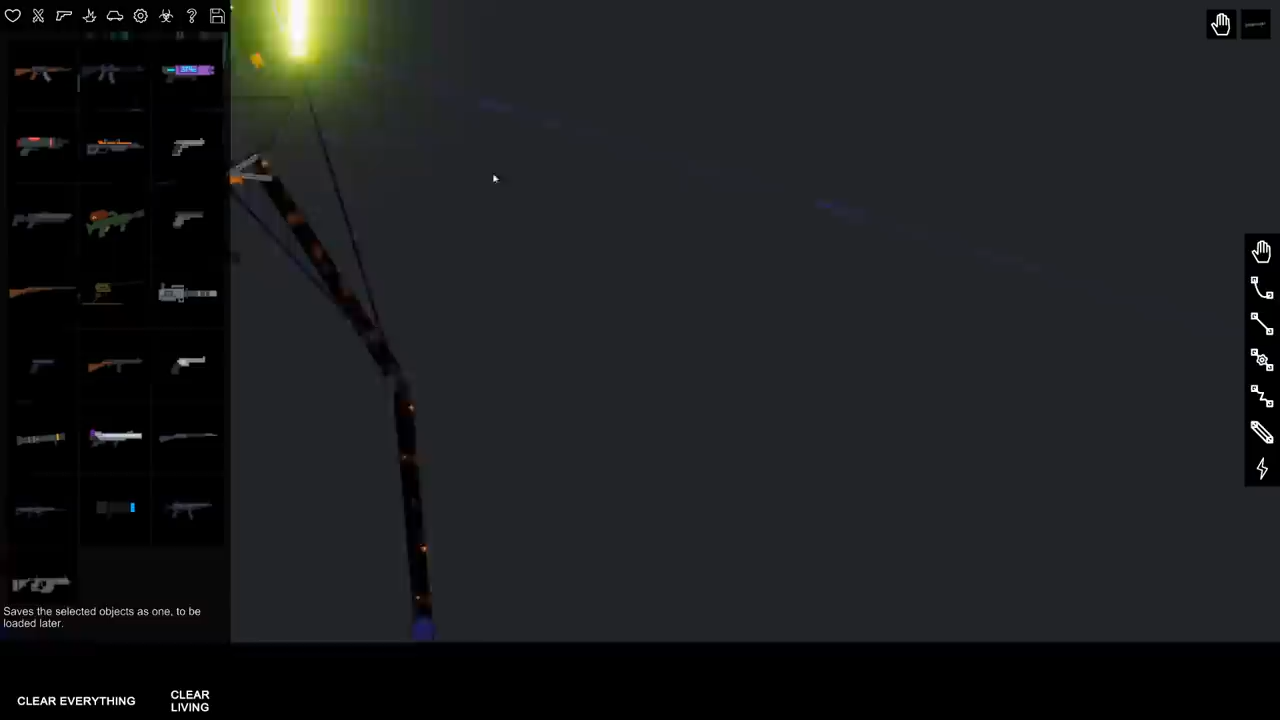 Saves the selected objects as one, to be
loaded later.
CLEAR EVERYTHING
CLEAR
LIVING